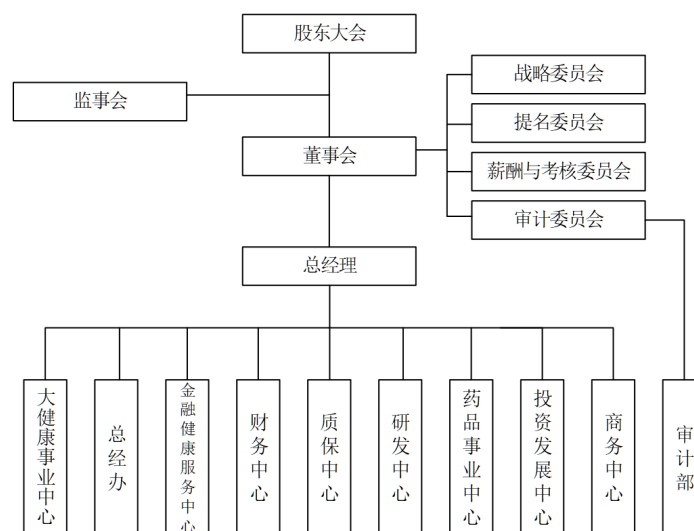 股东大会
战略委员会
监事会
提名委员会
董事会
薪酬与考核委员会
审计委员会
总经理
大健康事业中心
总经办
金融健康服务中心
财务中心
质保中心
研发中心
药品事业中心
投资发展中心
商务中心
审计部